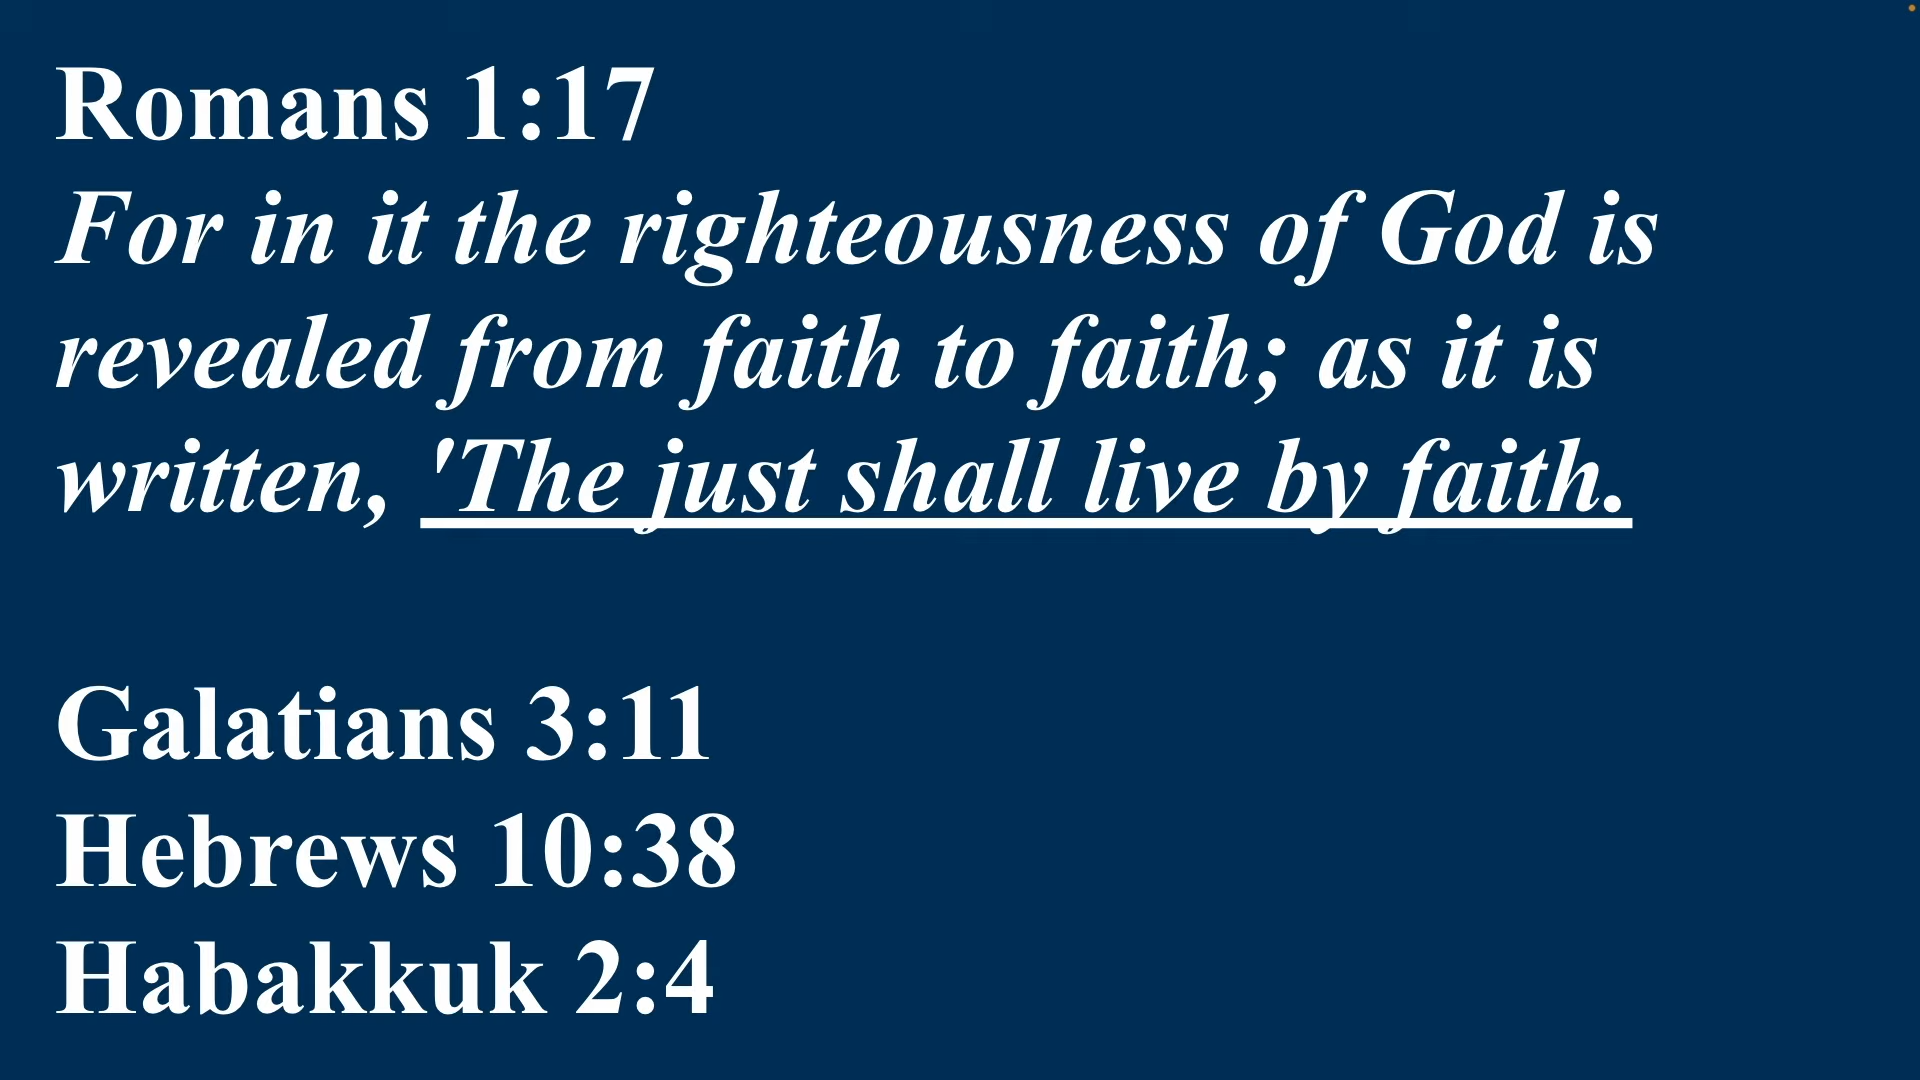 Romans 1:17
For in it the righteousness of God is
revealed from faith to faith; as it is
written, 'The just shall live by faith.
Galatians 3:11
Hebrews 10:38
Habakkuk 2:4